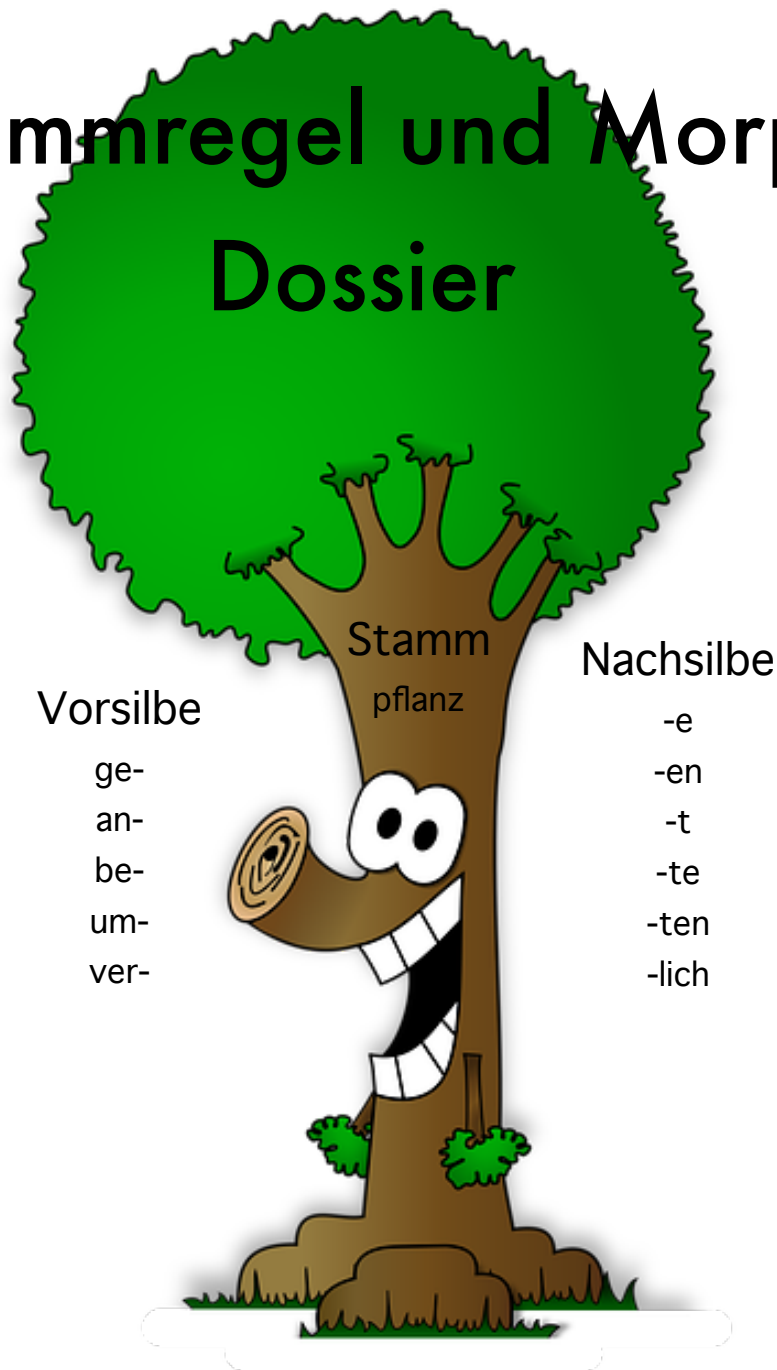 mmregel und Morp
Dossier
Stamm
pflanz
Vorsilbe
ge-
an-
be-
um-
ver-
Nachsilbe
-e
-en
-t
-te
-ten
-lich